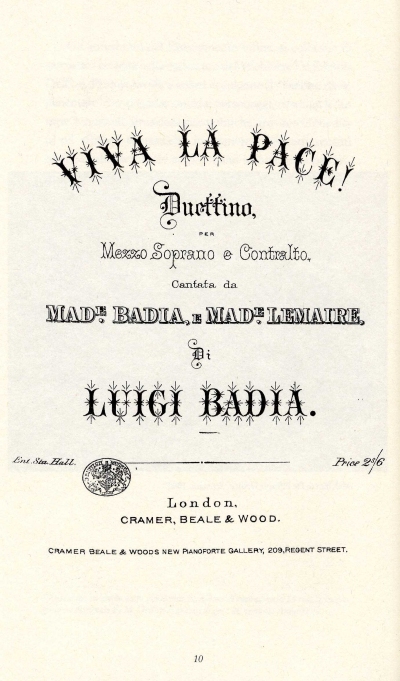 VIVA LA PACE!
Duettino,
PER
Mezzo Soprano e Contralto,
Cantata da
MADE. BADIA, E MADE. LEMAIRE,
Di
LUIGI BADIA.
Ent. Sta. Hall. Price 2s/6
London,
CRAMER, BEALE & WOOD.
CRAMER BEALE & WOODS NEW PIANOFORTE GALLERY, 209, REGENT STREET.
10